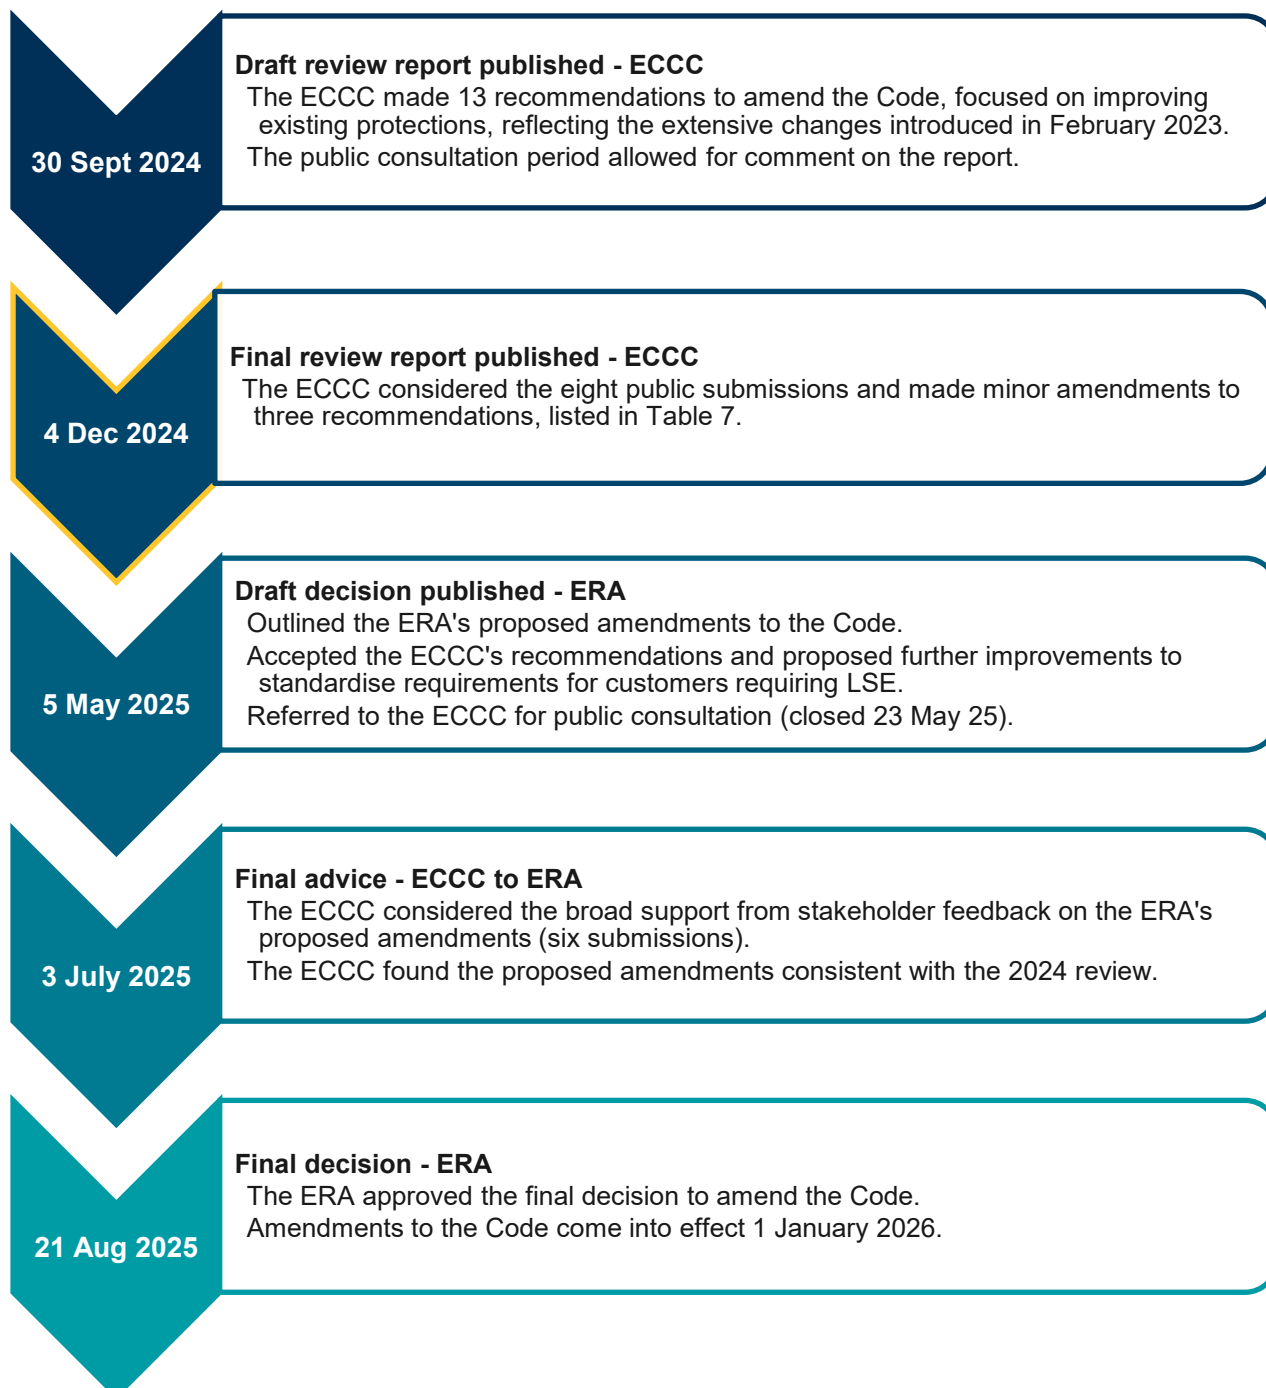 Draft review report published - ECCC
The ECCC made 13 recommendations to amend the Code, focused on improving
existing protections, reflecting the extensive changes introduced in February 2023.
30 Sept 2024
The public consultation period allowed for comment on the report.
Final review report published - ECCC
The ECCC considered the eight public submissions and made minor amendments to
three recommendations, listed in Table 7.
4 Dec 2024
Draft decision published - ERA
Outlined the ERA's proposed amendments to the Code.
Accepted the ECCC's recommendations and proposed further improvements to
standardise requirements for customers requiring LSE.
5 May 2025
Referred to the ECCC for public consultation (closed 23 May 25).
Final advice - ECCC to ERA
The ECCC considered the broad support from stakeholder feedback on the ERA's
proposed amendments (six submissions).
3 July 2025
The ECCC found the proposed amendments consistent with the 2024 review.
Final decision - ERA
The ERA approved the final decision to amend the Code.
Amendments to the Code come into effect 1 January 2026.
21 Aug 2025